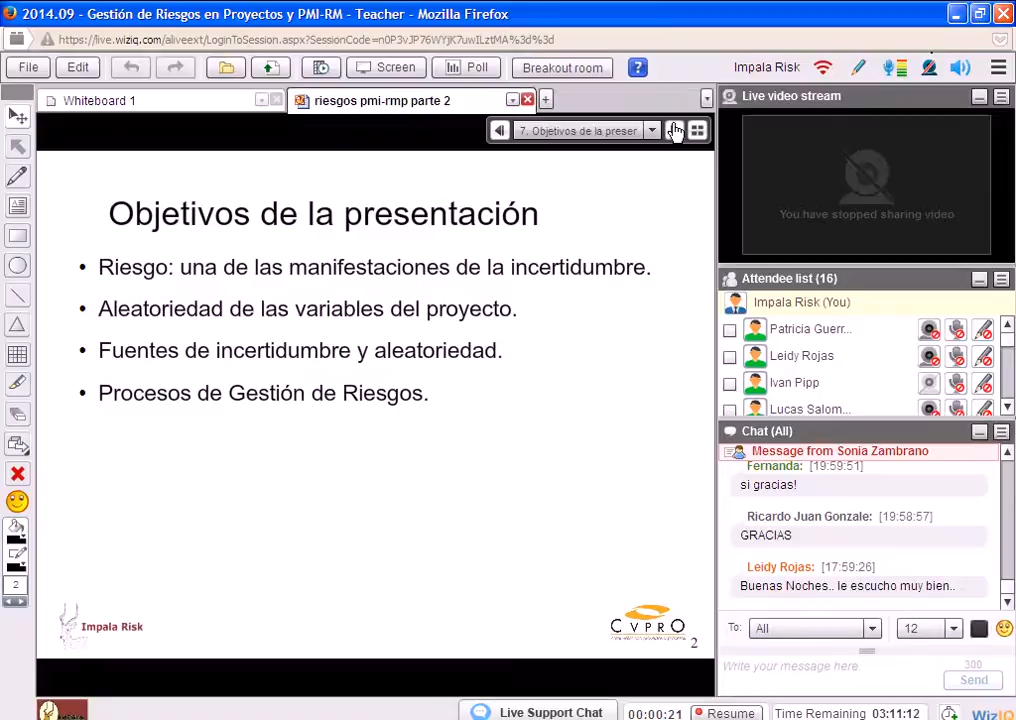 2014.09 - Gestión de Riesgos en Proyectos y PMI-RM - Teacher - Mozilla Firefox
https://live.wiziq.com/aliveext/LoginToSession.aspx?SessionCode=n0P3vJP76WYjK7uwILztMA%3d%3d
File Edit Screen Poll Breakout room ? Impala Risk
Whiteboard 1 riesgos pmi-rmp parte 2
7. Objetivos de la preser
Objetivos de la presentación
• Riesgo: una de las manifestaciones de la incertidumbre.
• Aleatoriedad de las variables del proyecto.
• Fuentes de incertidumbre y aleatoriedad.
• Procesos de Gestión de Riesgos.
Impala Risk
CVPRO
2
2
Live video stream
You have stopped sharing video
Attendee list (16)
Impala Risk (You)
Patricia Guerr...
Leidy Rojas
Ivan Pipp
Lucas Salom...
Chat (All)
Message from Sonia Zambrano
Fernanda: [19:59:51]
si gracias!
Ricardo Juan Gonzale: [19:58:57]
GRACIAS
Leidy Rojas: [17:59:26]
Buenas Noches.. le escucho muy bien..
To: All 12
Write your message here.
300
Send
Live Support Chat 00:00:21 Resume Time Remaining 03:11:12 WizIQ